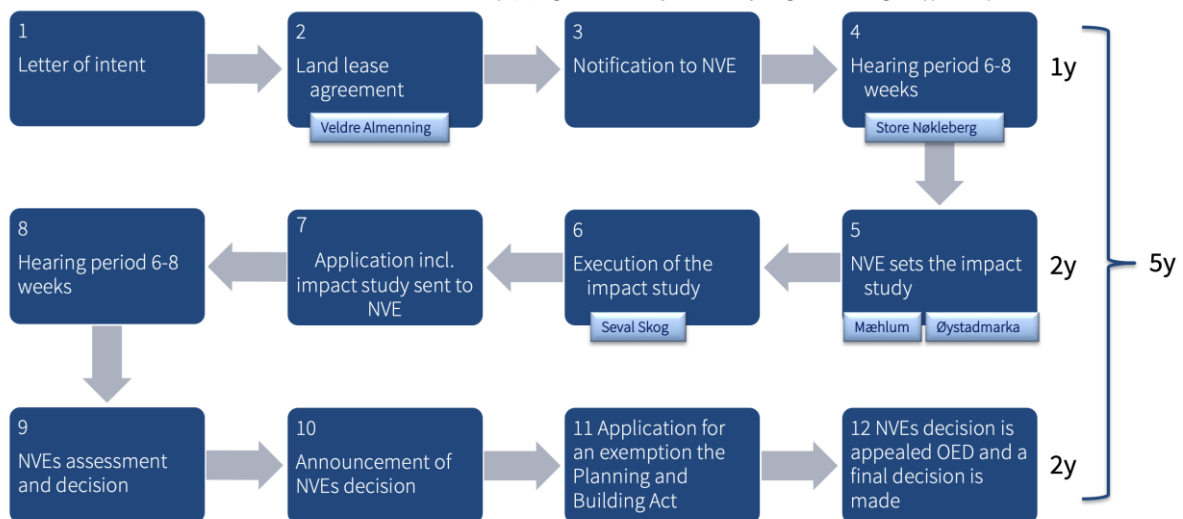 1
Letter of intent
2
Land lease
agreement
Veldre Almenning
3
Notification to NVE
4
Hearing period 6-8
weeks
Store Nøkleberg
1y
8
Hearing period 6-8
weeks
7
Application incl.
impact study sent to
NVE
6
Execution of the
impact study
Seval Skog
5
NVE sets the impact
study
Mæhlum
Øystadmarka
2y
5y
9
NVEs assessment
and decision
10
Announcement of
NVEs decision
11 Application for
an exemption the
Planning and
Building Act
12 NVEs decision is
appealed OED and a
final decision is
made
2y